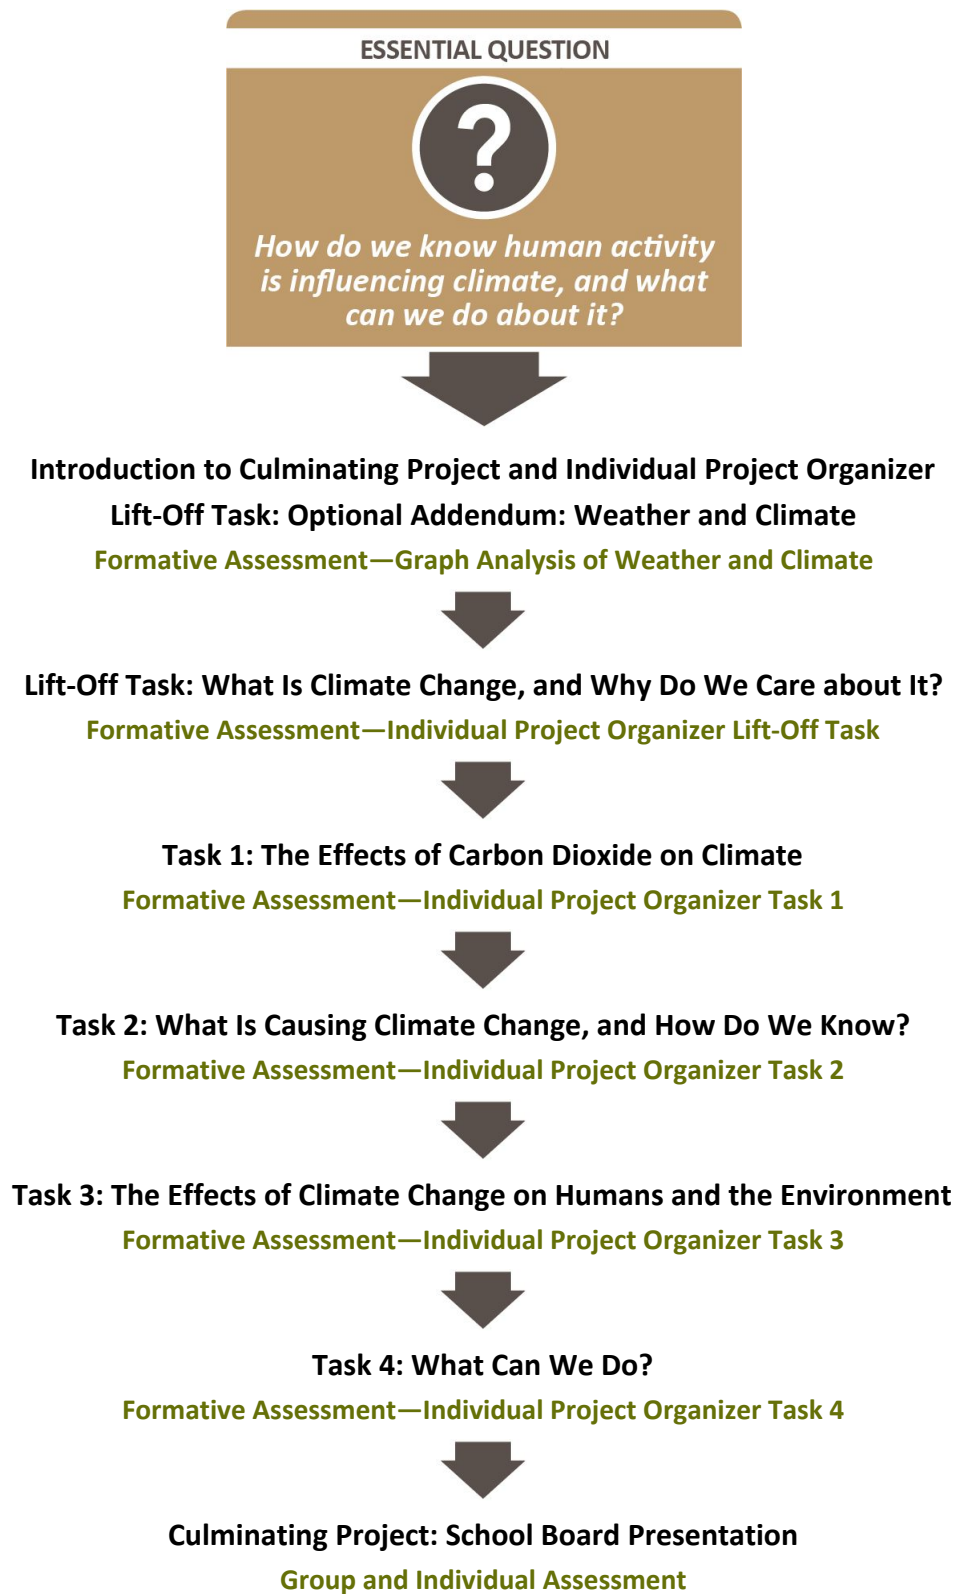 ESSENTIAL QUESTION
?
How do we know human activity
is influencing climate, and what
can we do about it?
Introduction to Culminating Project and Individual Project Organizer
Lift-Off Task: Optional Addendum: Weather and Climate
Formative Assessment—Graph Analysis of Weather and Climate
Lift-Off Task: What Is Climate Change, and Why Do We Care about It?
Formative Assessment—Individual Project Organizer Lift-Off Task
Task 1: The Effects of Carbon Dioxide on Climate
Formative Assessment—Individual Project Organizer Task 1
Task 2: What Is Causing Climate Change, and How Do We Know?
Formative Assessment—Individual Project Organizer Task 2
Task 3: The Effects of Climate Change on Humans and the Environment
Formative Assessment—Individual Project Organizer Task 3
Task 4: What Can We Do?
Formative Assessment—Individual Project Organizer Task 4
Culminating Project: School Board Presentation
Group and Individual Assessment